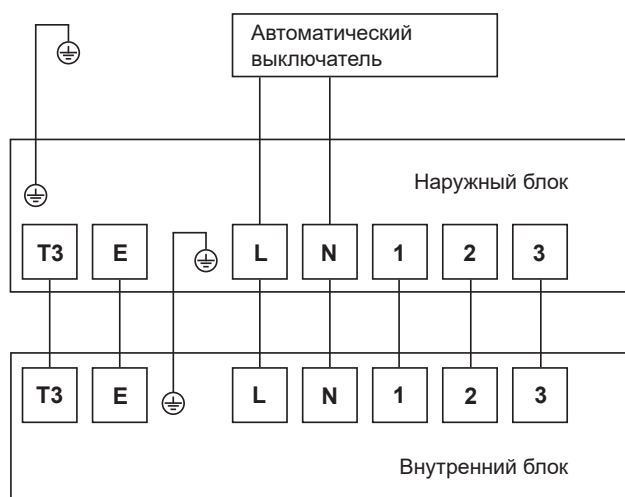 Автоматический
выключатель
Наружный блок
T3 E L N 1 2 3
T3 E L N 1 2 3
Внутренний блок